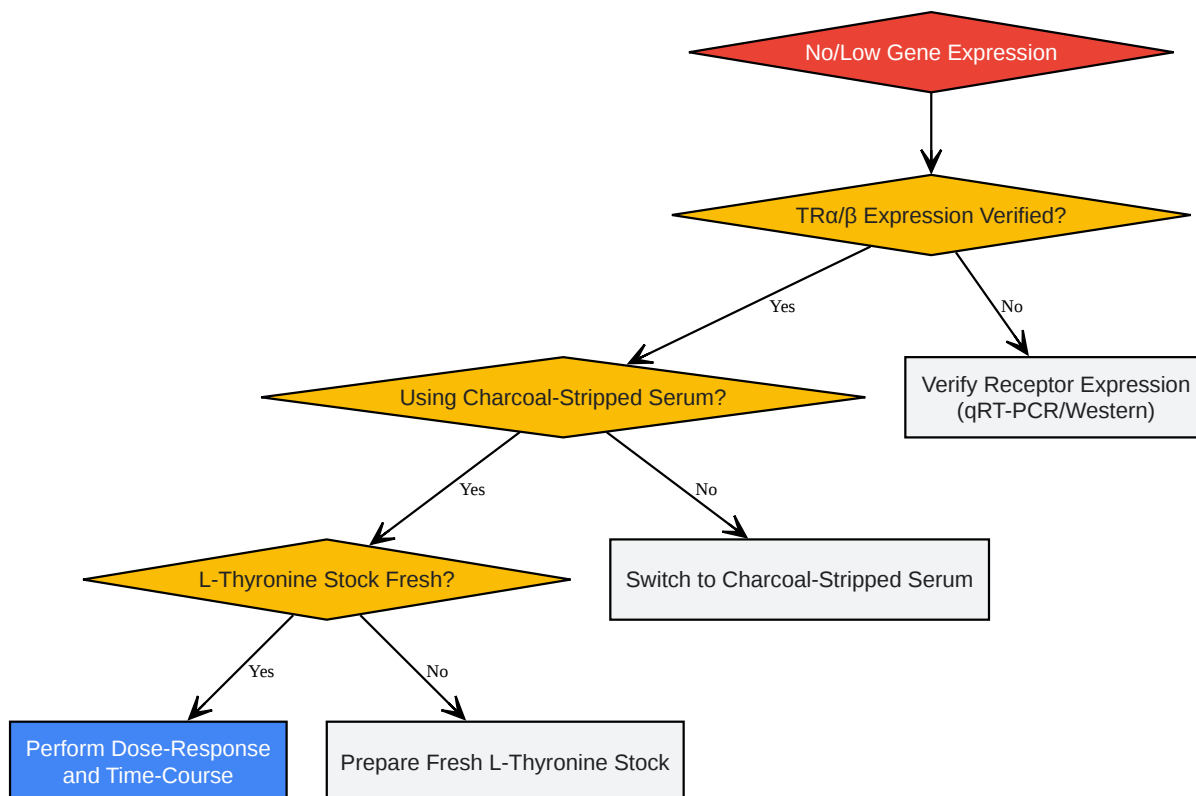 No/Low Gene Expression
TRα/β Expression Verified?
Yes
No
Using Charcoal-Stripped Serum?
Verify Receptor Expression
(qRT-PCR/Western)
Yes
No
L-Thyronine Stock Fresh?
Switch to Charcoal-Stripped Serum
Yes
No
Perform Dose-Response
and Time-Course
Prepare Fresh L-Thyronine Stock